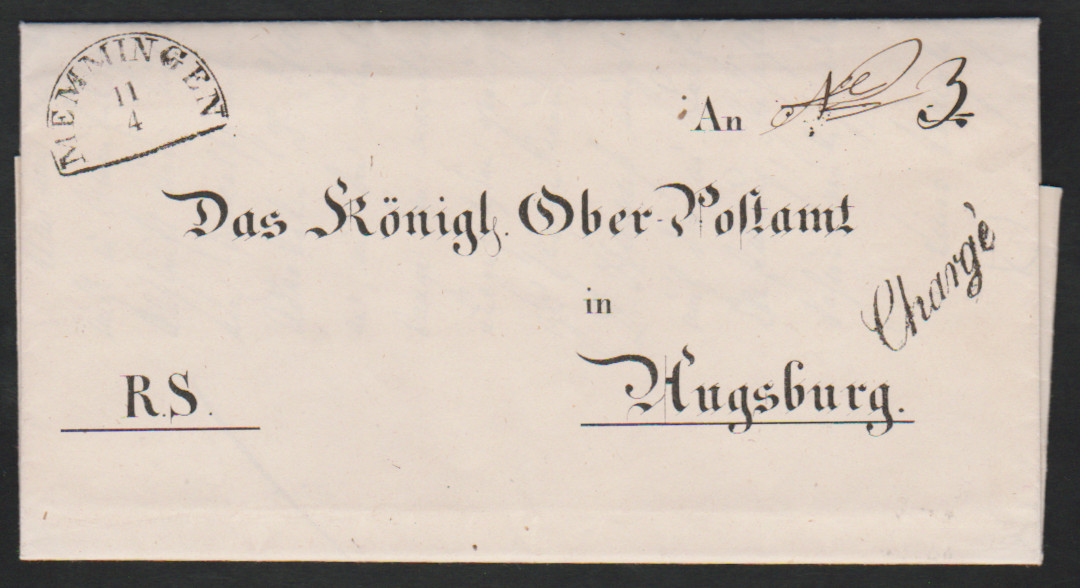 MEMMINGEN
11
4
An No 3.
Das Königl. Ober-Poſtamt
in
Chargé
Augsburg.
R.S.